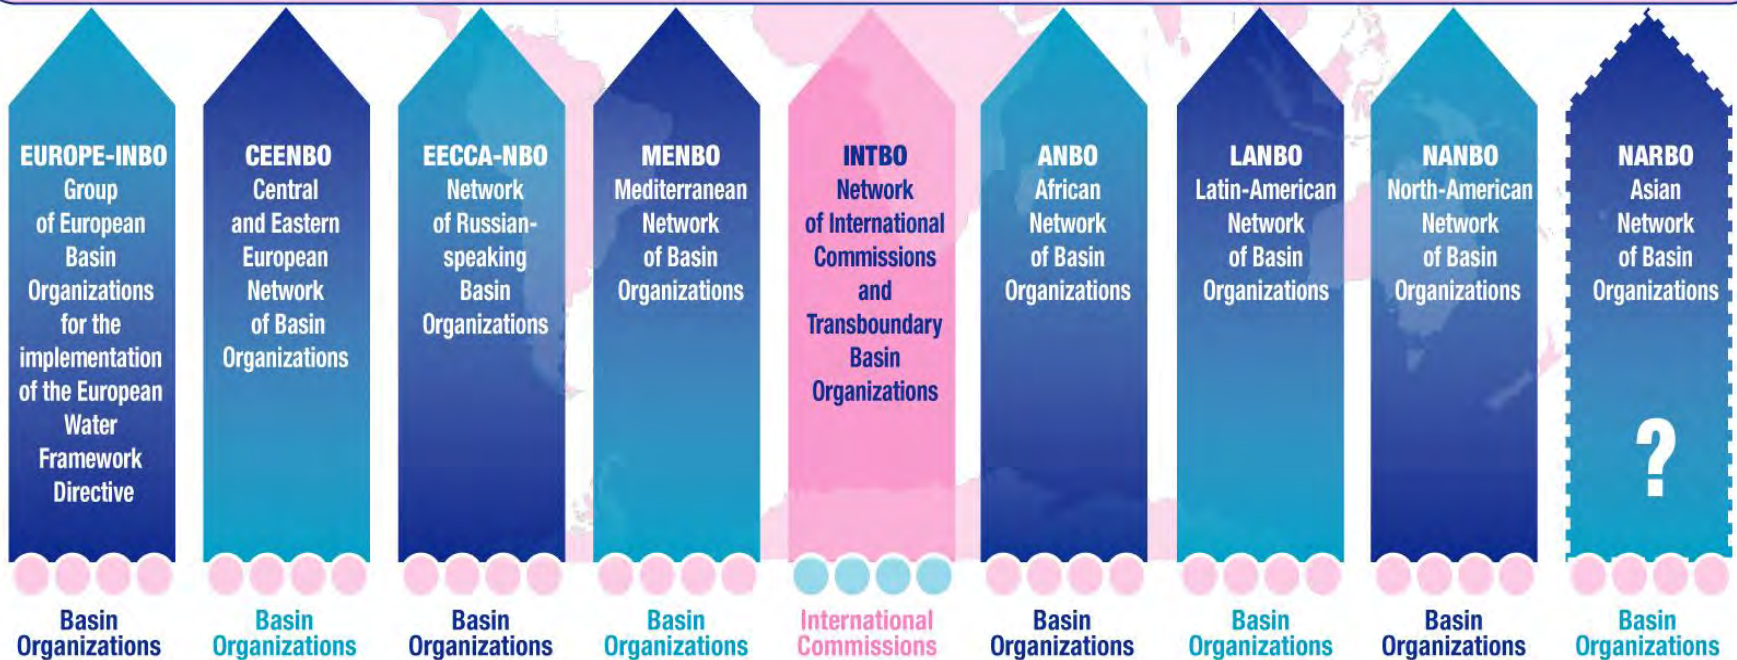 EUROPE-INBO
Group
of European
Basin
Organizations
for the
implementation
of the European
Water
Framework
Directive
Basin
Organizations
CEENBO
Central
and Eastern
European
Network
of Basin
Organizations
Basin
Organizations
EECCA-NBO
Network
of Russian-
speaking
Basin
Organizations
Basin
Organizations
MENBO
Mediterranean
Network
of Basin
Organizations
Basin
Organizations
INTBO
Network
of International
Commissions
and
Transboundary
Basin
Organizations
International
Commissions
ANBO
African
Network
of Basin
Organizations
Basin
Organizations
LANBO
Latin-American
Network
of Basin
Organizations
Basin
Organizations
NANBO
North-American
Network
of Basin
Organizations
Basin
Organizations
NARBO
Asian
Network
of Basin
Organizations
?
Basin
Organizations